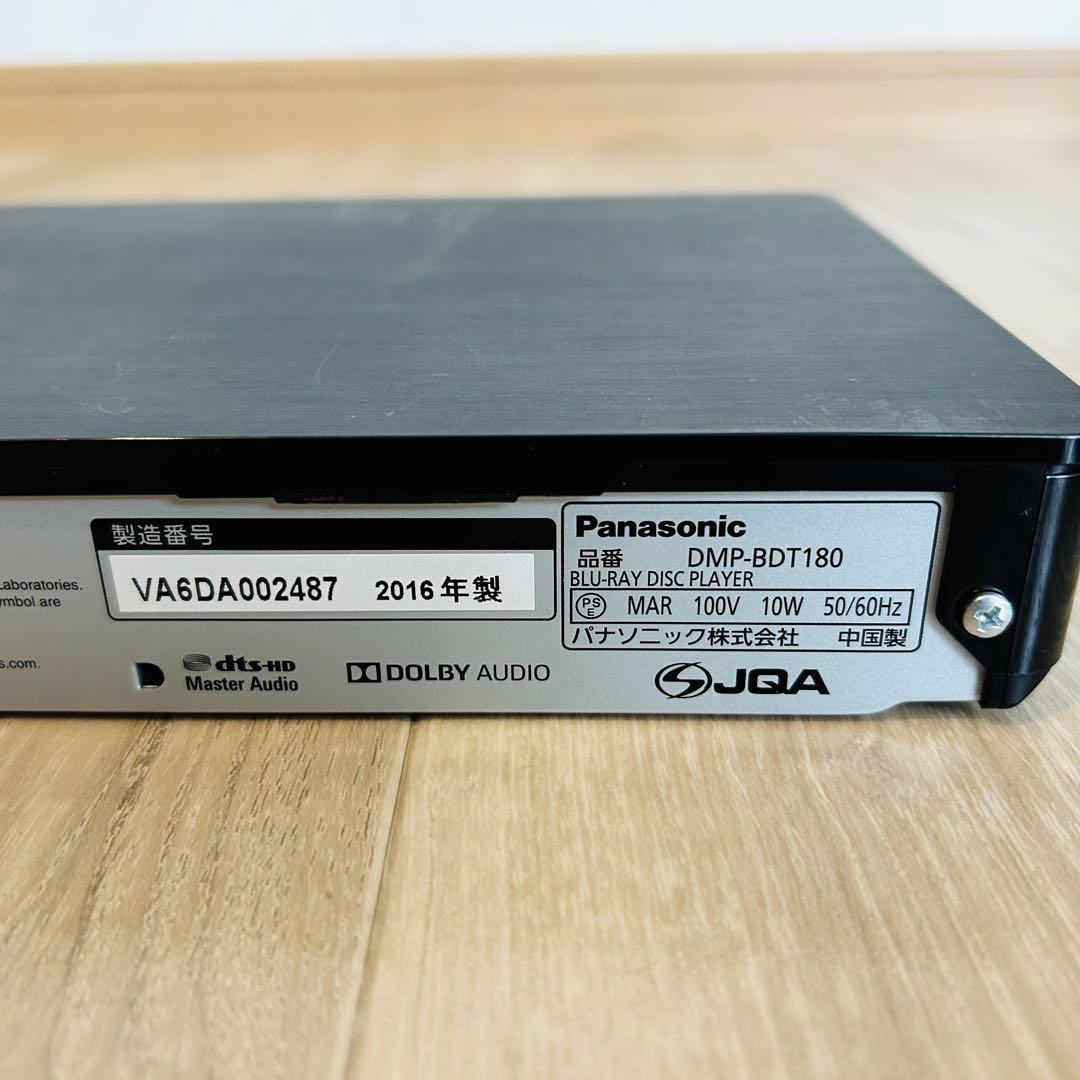 製造番号
VA6DA002487 2016年製
Laboratories.
symbol are
s.com.
dts-HD
Master Audio
DOLBY AUDIO
Panasonic
品番 DMP-BDT180
BLU-RAY DISC PLAYER
PS
E MAR 100V 10W 50/60Hz
パナソニック株式会社 中国製
JQA